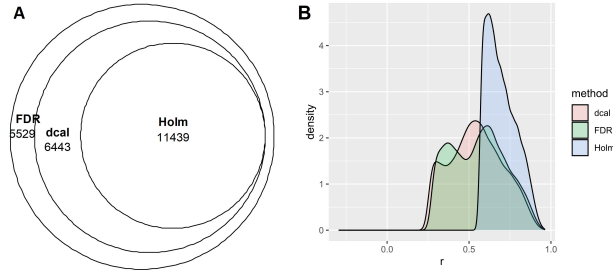 A
FDR
5529
dcal
6443
Holm
11439
B
density
4
3
2
1
0
0.0
0.5
1.0
r
method
dcal
FDR
Holm